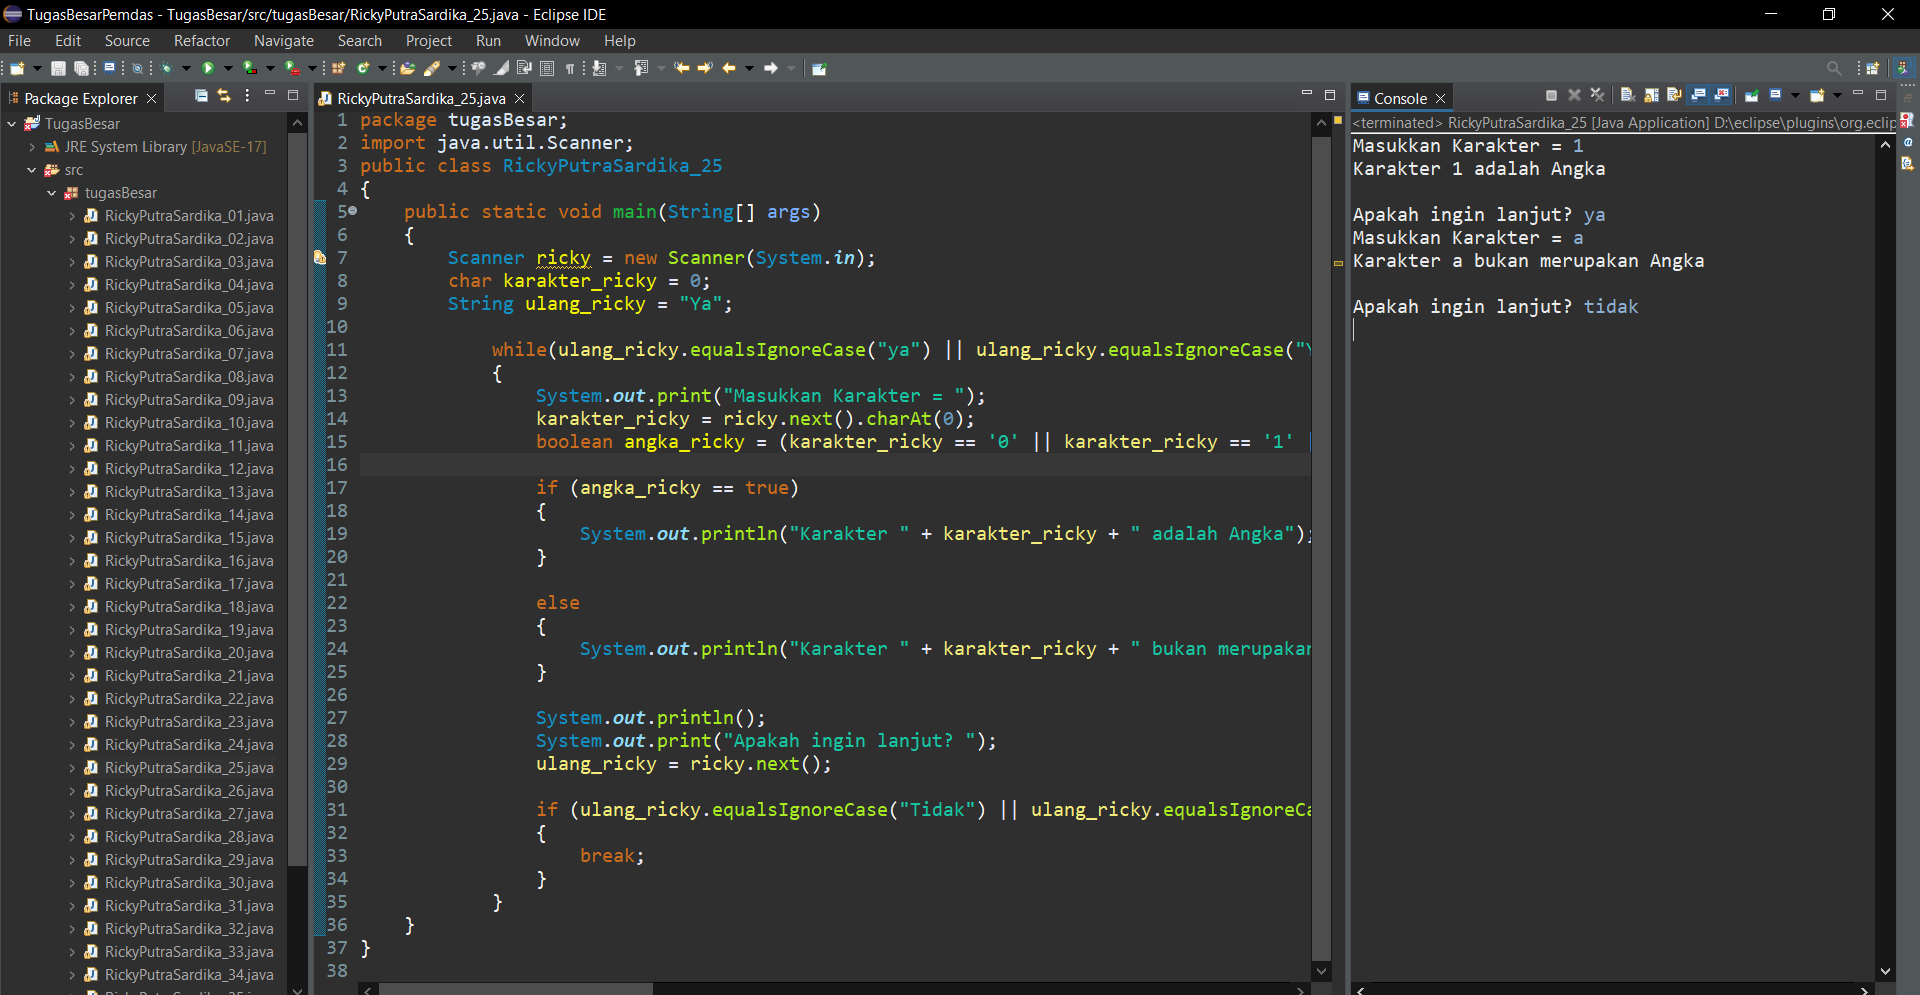 TugasBesarPemdas - TugasBesar/src/tugasBesar/RickyPutraSardika_25.java - Eclipse IDE
File Edit Source Refactor Navigate Search Project Run Window Help
Package Explorer
TugasBesar
JRE System Library [JavaSE-17]
src
tugasBesar
RickyPutraSardika_01.java
RickyPutraSardika_02.java
RickyPutraSardika_03.java
RickyPutraSardika_04.java
RickyPutraSardika_05.java
RickyPutraSardika_06.java
RickyPutraSardika_07.java
RickyPutraSardika_08.java
RickyPutraSardika_09.java
RickyPutraSardika_10.java
RickyPutraSardika_11.java
RickyPutraSardika_12.java
RickyPutraSardika_13.java
RickyPutraSardika_14.java
RickyPutraSardika_15.java
RickyPutraSardika_16.java
RickyPutraSardika_17.java
RickyPutraSardika_18.java
RickyPutraSardika_19.java
RickyPutraSardika_20.java
RickyPutraSardika_21.java
RickyPutraSardika_22.java
RickyPutraSardika_23.java
RickyPutraSardika_24.java
RickyPutraSardika_25.java
RickyPutraSardika_26.java
RickyPutraSardika_27.java
RickyPutraSardika_28.java
RickyPutraSardika_29.java
RickyPutraSardika_30.java
RickyPutraSardika_31.java
RickyPutraSardika_32.java
RickyPutraSardika_33.java
RickyPutraSardika_34.java
RickyPutraSardika_25.java
1 package tugasBesar;
2 import java.util.Scanner;
3 public class RickyPutraSardika_25
4 {
5 public static void main(String[] args)
6 {
7 Scanner ricky = new Scanner(System.in);
8 char karakter_ricky = 0;
9 String ulang_ricky = "Ya";
10
11 while(ulang_ricky.equalsIgnoreCase("ya") || ulang_ricky.equalsIgnoreCase("Y
12 {
13 System.out.print("Masukkan Karakter = ");
14 karakter_ricky = ricky.next().charAt(0);
15 boolean angka_ricky = (karakter_ricky == '0' || karakter_ricky == '1' |
16
17 if (angka_ricky == true)
18 {
19 System.out.println("Karakter " + karakter_ricky + " adalah Angka");
20 }
21
22 else
23 {
24 System.out.println("Karakter " + karakter_ricky + " bukan merupakan
25 }
26
27 System.out.println();
28 System.out.print("Apakah ingin lanjut? ");
29 ulang_ricky = ricky.next();
30
31 if (ulang_ricky.equalsIgnoreCase("Tidak") || ulang_ricky.equalsIgnoreCa
32 {
33 break;
34 }
35 }
36 }
37 }
38
Console
<terminated> RickyPutraSardika_25 [Java Application] D:\eclipse\plugins\org.eclip
Masukkan Karakter = 1
Karakter 1 adalah Angka
Apakah ingin lanjut? ya
Masukkan Karakter = a
Karakter a bukan merupakan Angka
Apakah ingin lanjut? tidak